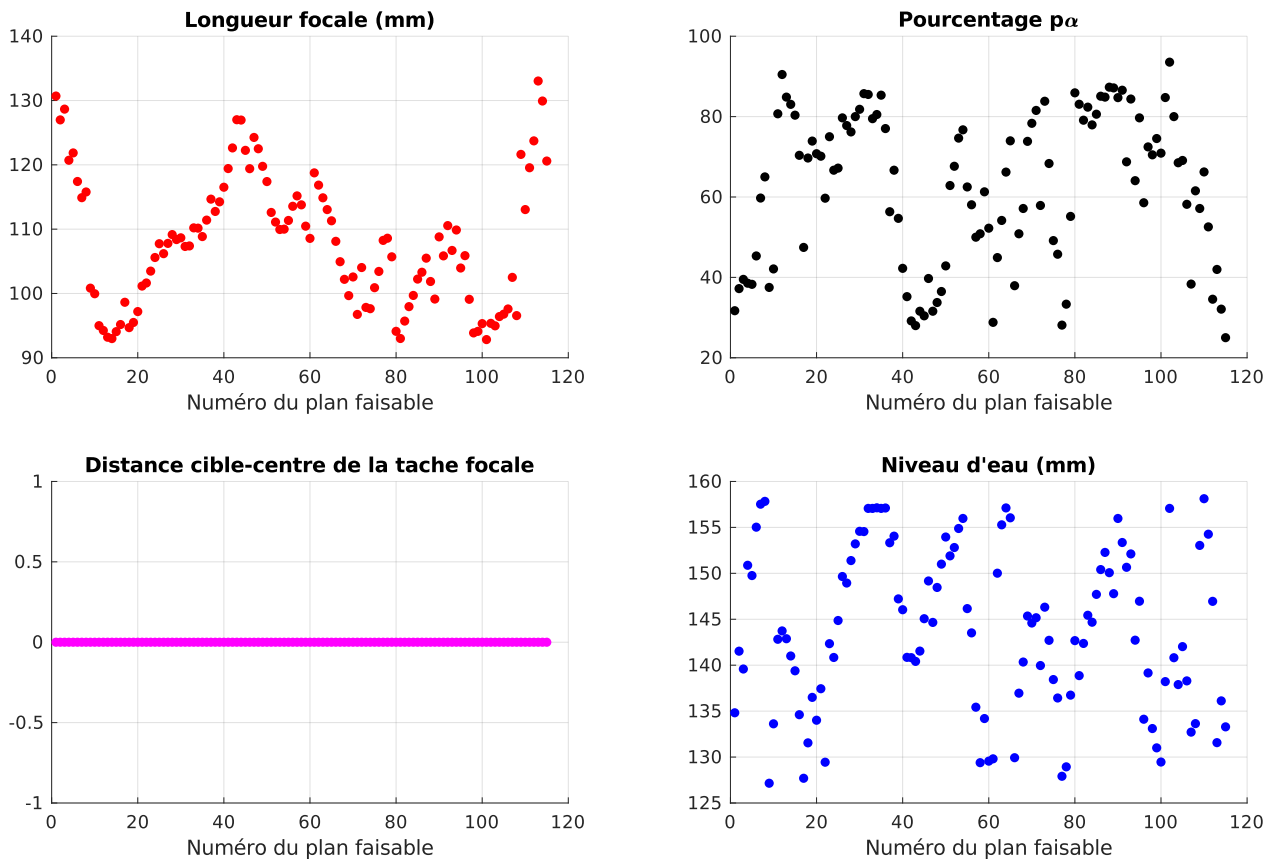 Longueur focale (mm)
140
130
120
110
100
90
0 20 40 60 80 100 120
Numéro du plan faisable
Pourcentage pα
100
80
60
40
20
0 20 40 60 80 100 120
Numéro du plan faisable
Distance cible-centre de la tache focale
1
0.5
0
-0.5
-1
0 20 40 60 80 100 120
Numéro du plan faisable
Niveau d'eau (mm)
160
155
150
145
140
135
130
125
0 20 40 60 80 100 120
Numéro du plan faisable